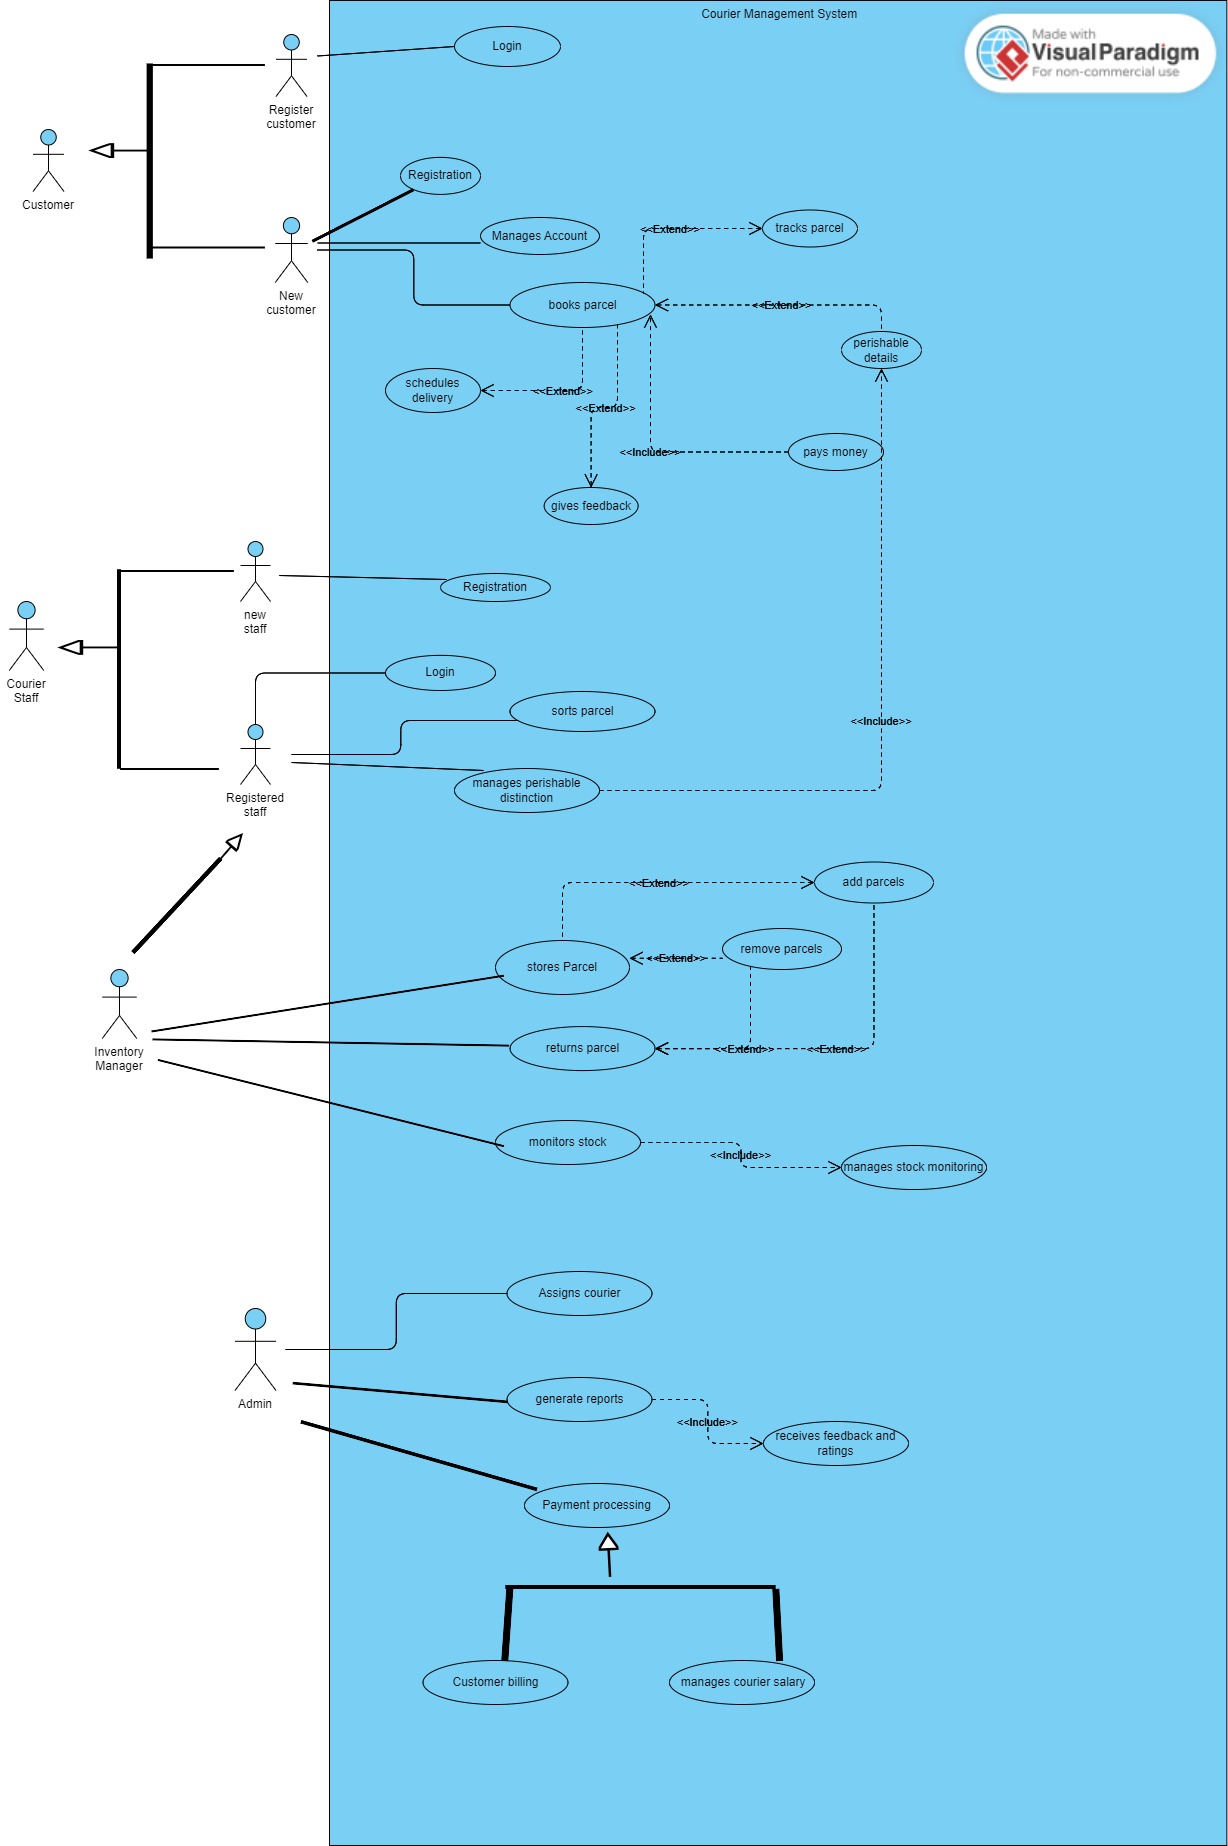 Courier Management System
Made with
Visual Paradigm
For non-commercial use
Login
Register
customer
Customer
Registration
Manages Account
New
customer
<<Extend>>
tracks parcel
books parcel
<<Extend>>
perishable
details
schedules
delivery
<<Extend>>
<<Extend>>
<<Include>>
pays money
gives feedback
new
staff
Registration
Courier
Staff
Login
sorts parcel
<<Include>>
Registered
staff
manages perishable
distinction
<<Extend>>
add parcels
stores Parcel
<<Extend>>
remove parcels
Inventory
Manager
returns parcel
<<Extend>>
<<Extend>>
monitors stock
<<Include>>
manages stock monitoring
Assigns courier
Admin
generate reports
<<Include>>
receives feedback and
ratings
Payment processing
Customer billing
manages courier salary